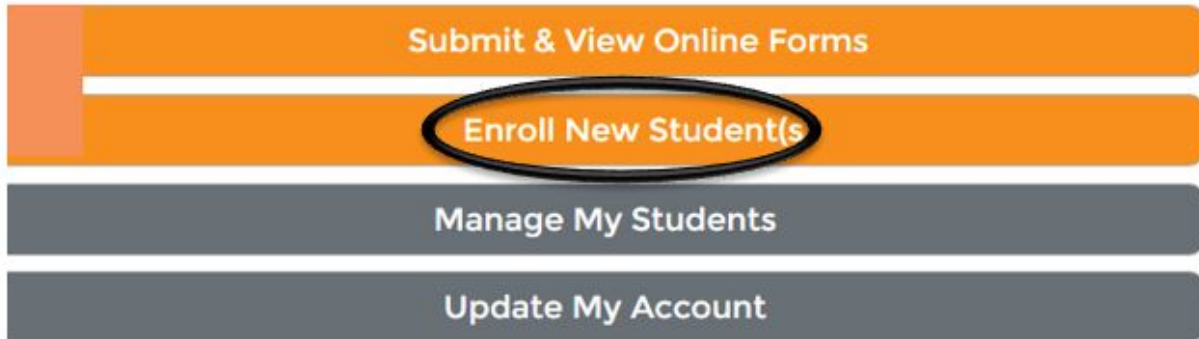 Submit & View Online Forms
Enroll New Student(s
Manage My Students
Update My Account